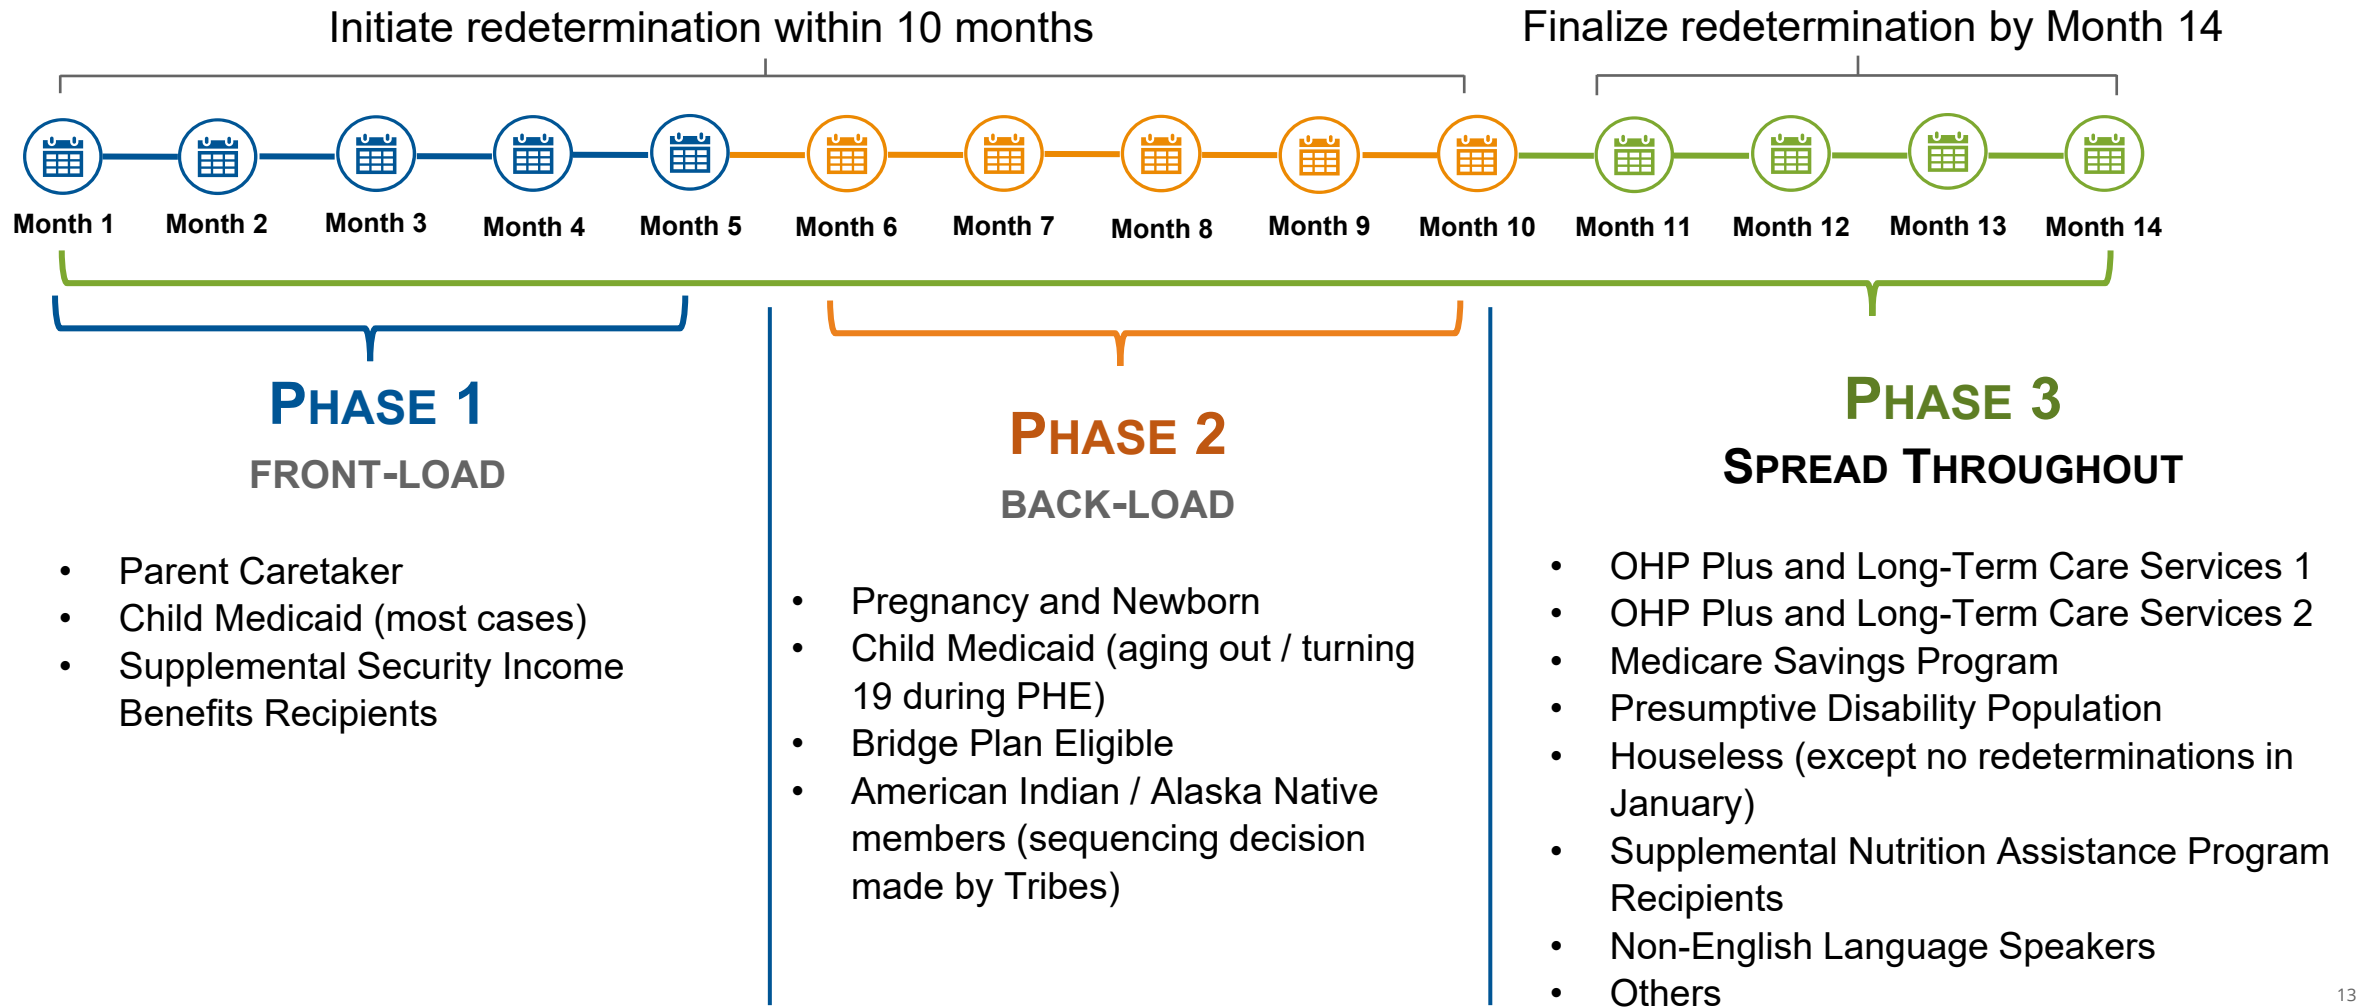 Initiate redetermination within 10 months
Finalize redetermination by Month 14
Month 1
Month 2
Month 3
Month 4
Month 5
Month 6
Month 7
Month 8
Month 9
Month 10
Month 11
Month 12
Month 13
Month 14
PHASE 1
FRONT-LOAD
• Parent Caretaker
• Child Medicaid (most cases)
• Supplemental Security Income
Benefits Recipients
PHASE 2
BACK-LOAD
• Pregnancy and Newborn
• Child Medicaid (aging out / turning
19 during PHE)
• Bridge Plan Eligible
• American Indian / Alaska Native
members (sequencing decision
made by Tribes)
PHASE 3
SPREAD THROUGHOUT
• OHP Plus and Long-Term Care Services 1
• OHP Plus and Long-Term Care Services 2
• Medicare Savings Program
• Presumptive Disability Population
• Houseless (except no redeterminations in
January)
• Supplemental Nutrition Assistance Program
Recipients
• Non-English Language Speakers
• Others
13